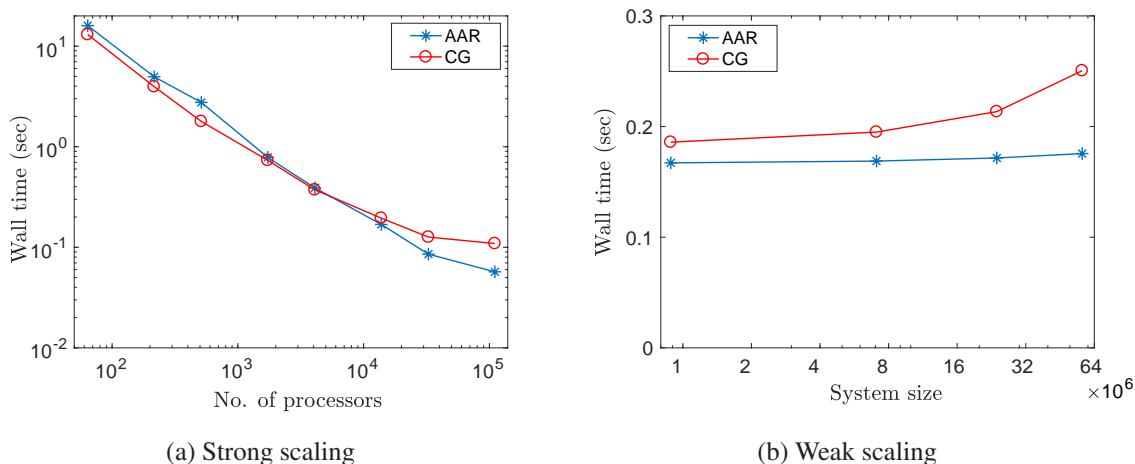 AAR
CG
10^1
10^0
10^-1
10^-2
Wall time (sec)
10^2
10^3
10^4
10^5
No. of processors
(a) Strong scaling
AAR
CG
0.3
0.2
0.1
0
Wall time (sec)
1 2 4 8 16 32 64
×10^6
System size
(b) Weak scaling